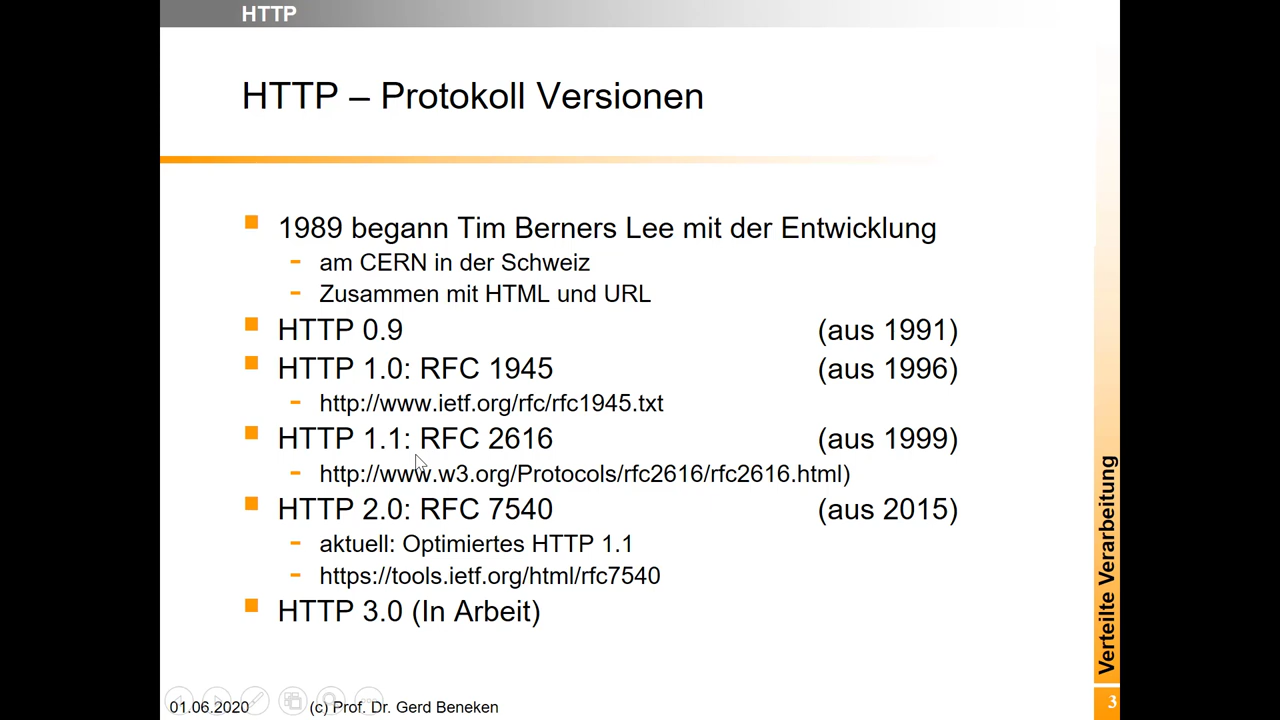 HTTP
HTTP – Protokoll Versionen
1989 begann Tim Berners Lee mit der Entwicklung
am CERN in der Schweiz
Zusammen mit HTML und URL
HTTP 0.9 (aus 1991)
HTTP 1.0: RFC 1945 (aus 1996)
http://www.ietf.org/rfc/rfc1945.txt
HTTP 1.1: RFC 2616 (aus 1999)
http://www.w3.org/Protocols/rfc2616/rfc2616.html)
HTTP 2.0: RFC 7540 (aus 2015)
aktuell: Optimiertes HTTP 1.1
https://tools.ietf.org/html/rfc7540
HTTP 3.0 (In Arbeit)
Verteilte Verarbeitung
01.06.2020 (c) Prof. Dr. Gerd Beneken
3